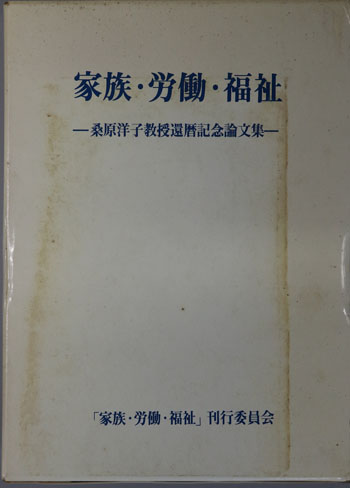 家族・労働・福祉
―桑原洋子教授還暦記念論文集―
「家族・労働・福祉」刊行委員会